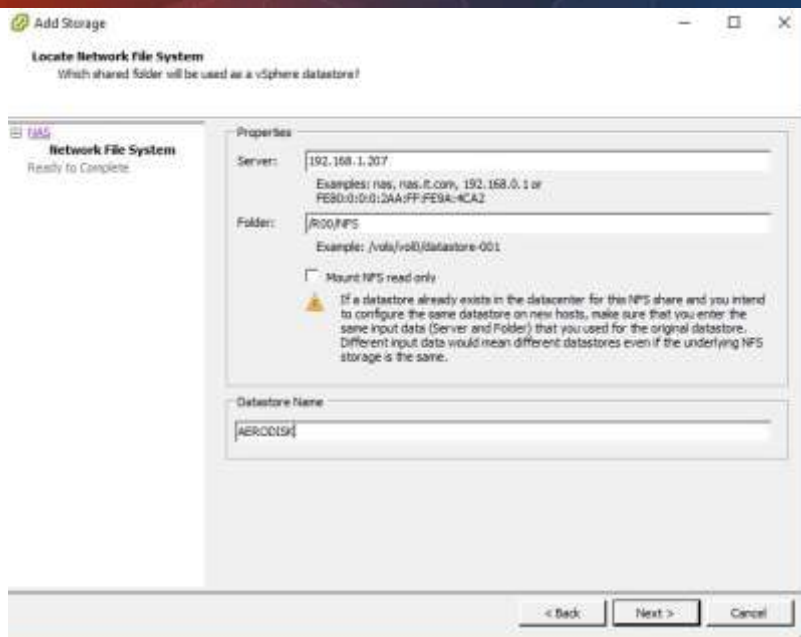 Add Storage
Locate Network File System
Which shared folder will be used as a vSphere datastore?
NAS
Network File System
Ready to Complete
Properties
Server:
192.168.1.207
Examples: nas, nas.it.com, 192.168.0.1 or
FE80:0:0:0:2AA:FF:FE9A:4CA2
Folder:
/R00/NFS
Example: /vols/vol0/datastore-001
Mount NFS read only
If a datastore already exists in the datacenter for this NFS share and you intend
to configure the same datastore on new hosts, make sure that you enter the
same input data (Server and Folder) that you used for the original datastore.
Different input data would mean different datastores even if the underlying NFS
storage is the same.
Datastore Name
AERODISK
< Back
Next >
Cancel